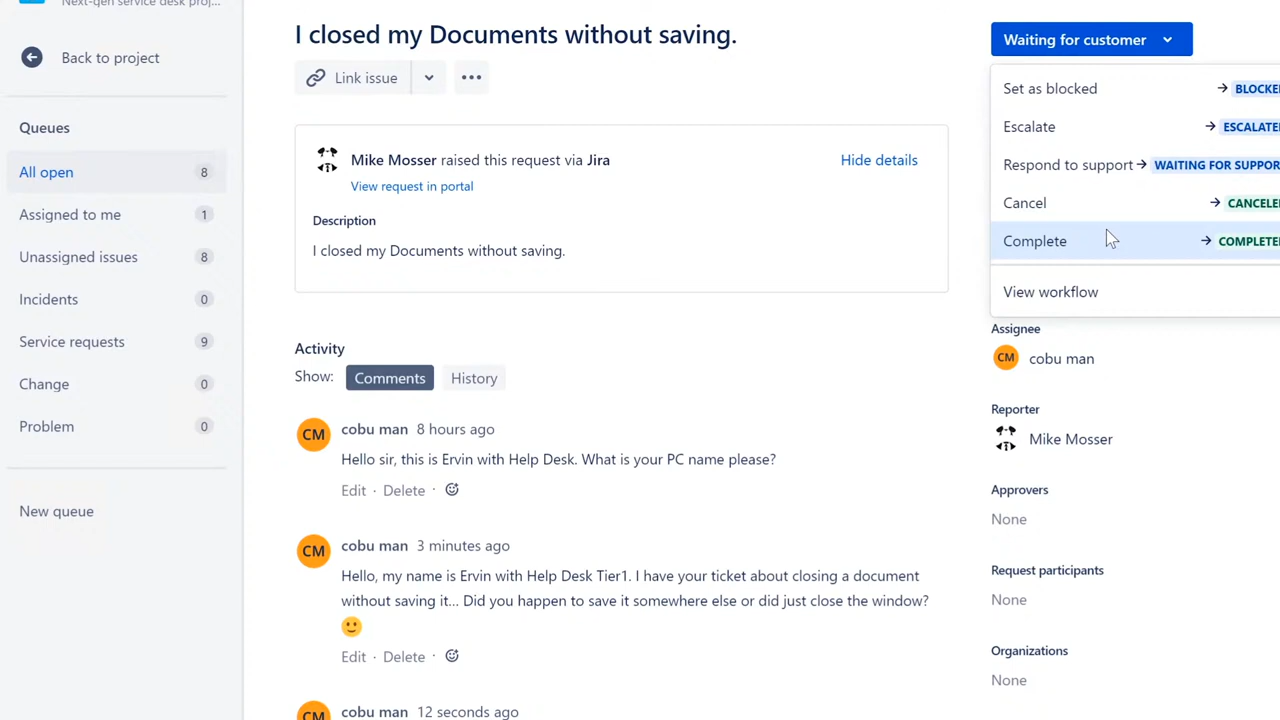 Next-gen service desk proj...
Back to project
Queues
All open 8
Assigned to me 1
Unassigned issues 8
Incidents 0
Service requests 9
Change 0
Problem 0
New queue
I closed my Documents without saving.
Link issue
Mike Mosser raised this request via Jira
Hide details
View request in portal
Description
I closed my Documents without saving.
Activity
Show: Comments History
CM cobu man 8 hours ago
Hello sir, this is Ervin with Help Desk. What is your PC name please?
Edit · Delete ·
CM cobu man 3 minutes ago
Hello, my name is Ervin with Help Desk Tier1. I have your ticket about closing a document
without saving it... Did you happen to save it somewhere else or did just close the window?
🙂
Edit · Delete ·
CM cobu man 12 seconds ago
Waiting for customer
Set as blocked → BLOCKE
Escalate → ESCALATE
Respond to support → WAITING FOR SUPPOR
Cancel → CANCELE
Complete → COMPLETE
View workflow
Assignee
CM cobu man
Reporter
Mike Mosser
Approvers
None
Request participants
None
Organizations
None